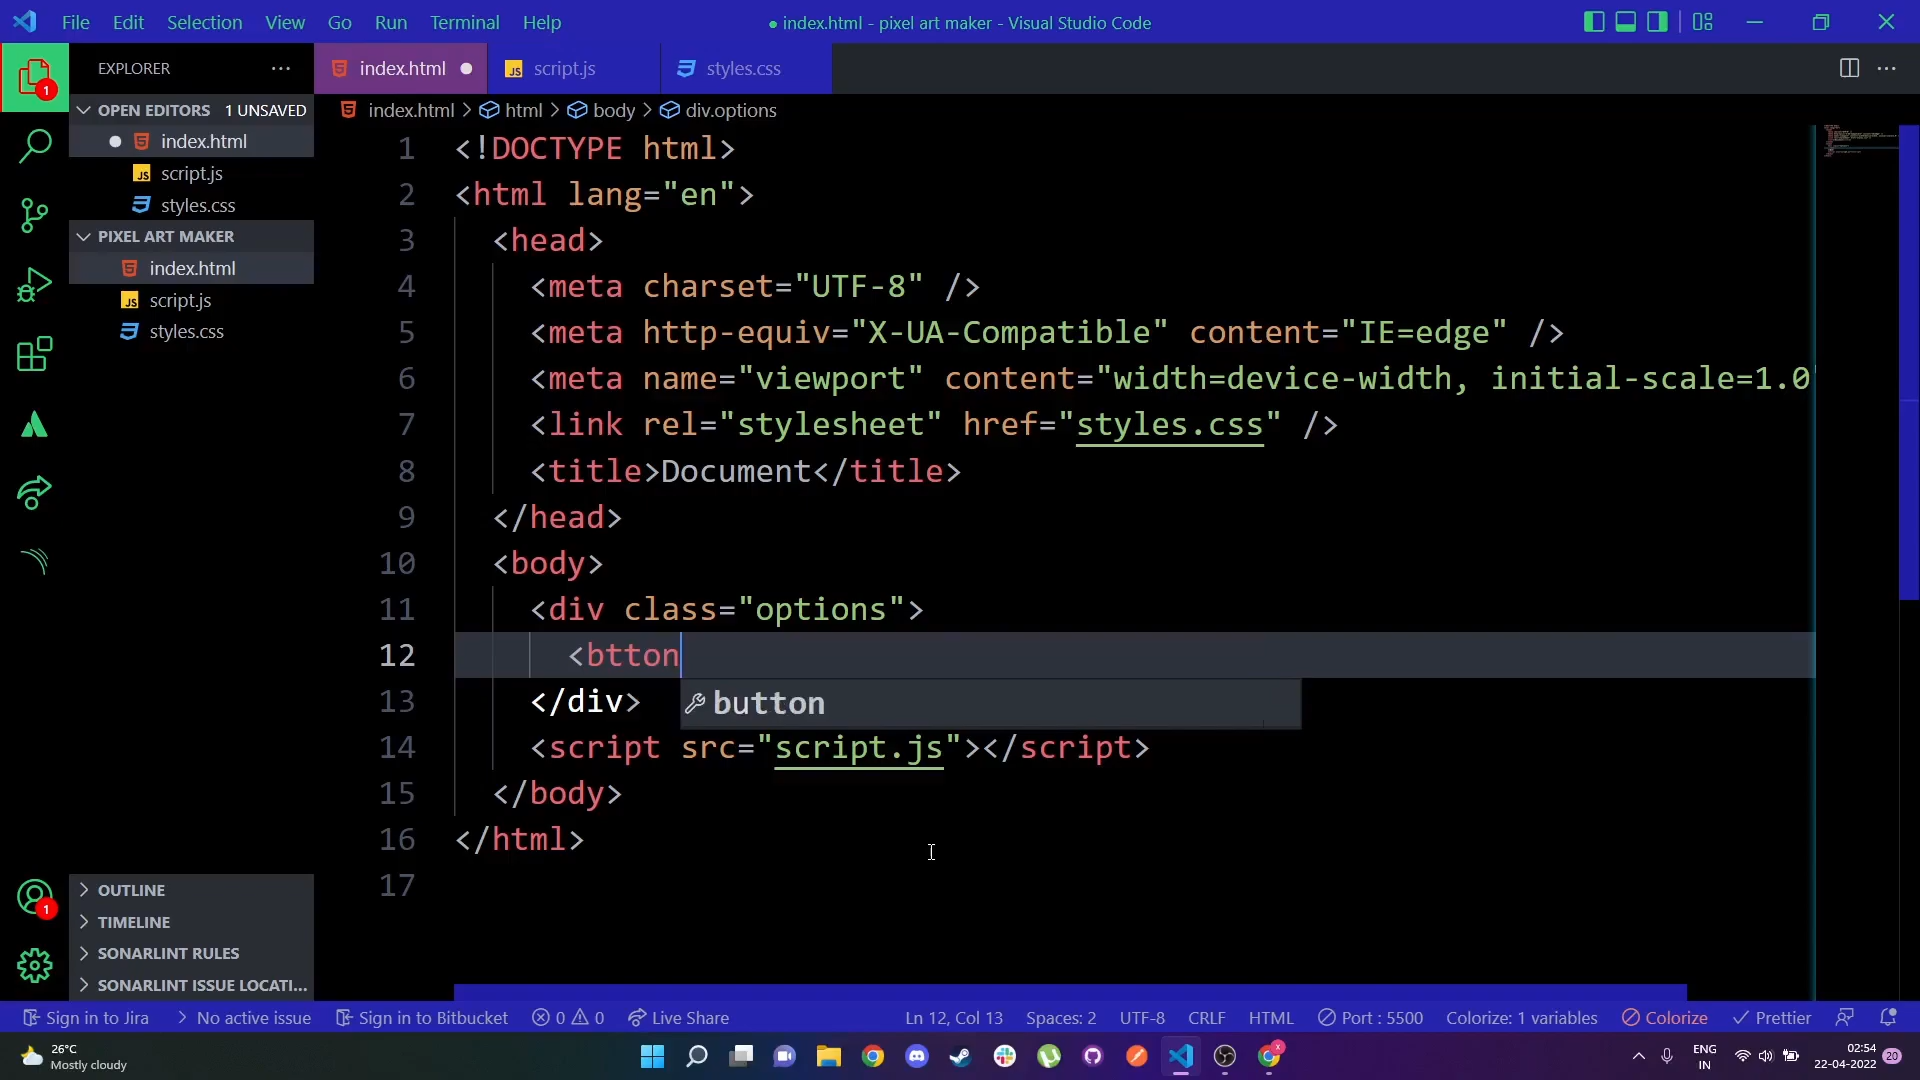 File Edit Selection View Go Run Terminal Help
● index.html - pixel art maker - Visual Studio Code
EXPLORER ···
index.html ●
JS script.js
styles.css
OPEN EDITORS 1 UNSAVED
● index.html
JS script.js
styles.css
PIXEL ART MAKER
index.html
JS script.js
styles.css
index.html > html > body > div.options
1 <!DOCTYPE html>
2 <html lang="en">
3 <head>
4 <meta charset="UTF-8" />
5 <meta http-equiv="X-UA-Compatible" content="IE=edge" />
6 <meta name="viewport" content="width=device-width, initial-scale=1.0
7 <link rel="stylesheet" href="styles.css" />
8 <title>Document</title>
9 </head>
10 <body>
11 <div class="options">
12 <btton
13 </div>
button
14 <script src="script.js"></script>
15 </body>
16 </html>
17
1
1
OUTLINE
TIMELINE
SONARLINT RULES
SONARLINT ISSUE LOCATI...
Sign in to Jira No active issue Sign in to Bitbucket 0 0 Live Share Ln 12, Col 13 Spaces: 2 UTF-8 CRLF HTML Port : 5500 Colorize: 1 variables Colorize Prettier
26°C
Mostly cloudy
ENG
IN
02:54
22-04-2022
20